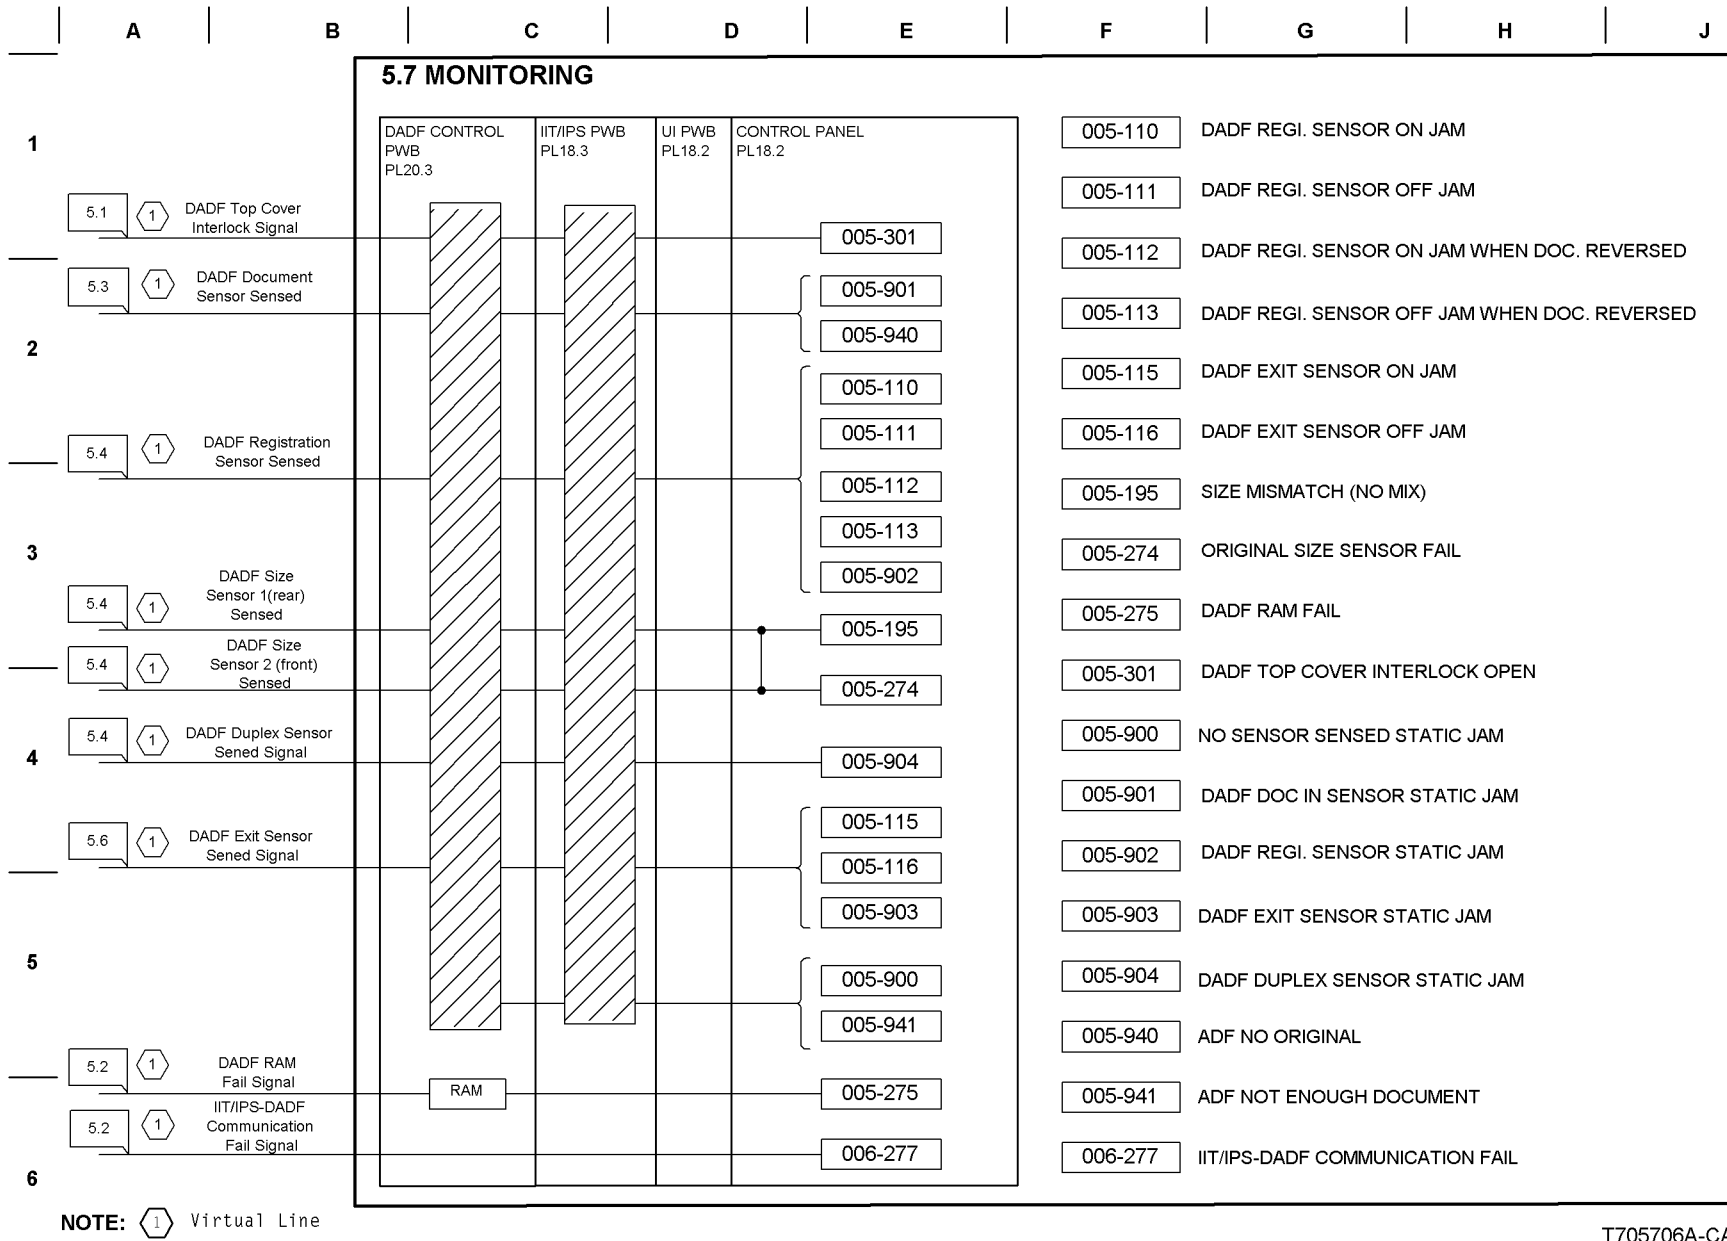 A B C D E F G H J
5.7 MONITORING
1
DADF CONTROL
PWB
PL20.3
IIT/IPS PWB
PL18.3
UI PWB
PL18.2
CONTROL PANEL
PL18.2
5.1
1
DADF Top Cover
Interlock Signal
005-301
5.3
1
DADF Document
Sensor Sensed
005-901
005-940
2
5.4
1
DADF Registration
Sensor Sensed
005-110
005-111
005-112
005-113
005-902
3
5.4
1
DADF Size
Sensor 1(rear)
Sensed
005-195
5.4
1
DADF Size
Sensor 2 (front)
Sensed
005-274
4
5.4
1
DADF Duplex Sensor
Sened Signal
005-904
5.6
1
DADF Exit Sensor
Sened Signal
005-115
005-116
005-903
5
005-900
005-941
5.2
1
DADF RAM
Fail Signal
RAM
005-275
5.2
1
IIT/IPS-DADF
Communication
Fail Signal
006-277
6
005-110 DADF REGI. SENSOR ON JAM
005-111 DADF REGI. SENSOR OFF JAM
005-112 DADF REGI. SENSOR ON JAM WHEN DOC. REVERSED
005-113 DADF REGI. SENSOR OFF JAM WHEN DOC. REVERSED
005-115 DADF EXIT SENSOR ON JAM
005-116 DADF EXIT SENSOR OFF JAM
005-195 SIZE MISMATCH (NO MIX)
005-274 ORIGINAL SIZE SENSOR FAIL
005-275 DADF RAM FAIL
005-301 DADF TOP COVER INTERLOCK OPEN
005-900 NO SENSOR SENSED STATIC JAM
005-901 DADF DOC IN SENSOR STATIC JAM
005-902 DADF REGI. SENSOR STATIC JAM
005-903 DADF EXIT SENSOR STATIC JAM
005-904 DADF DUPLEX SENSOR STATIC JAM
005-940 ADF NO ORIGINAL
005-941 ADF NOT ENOUGH DOCUMENT
006-277 IIT/IPS-DADF COMMUNICATION FAIL
NOTE: 1 Virtual Line
T705706A-CA